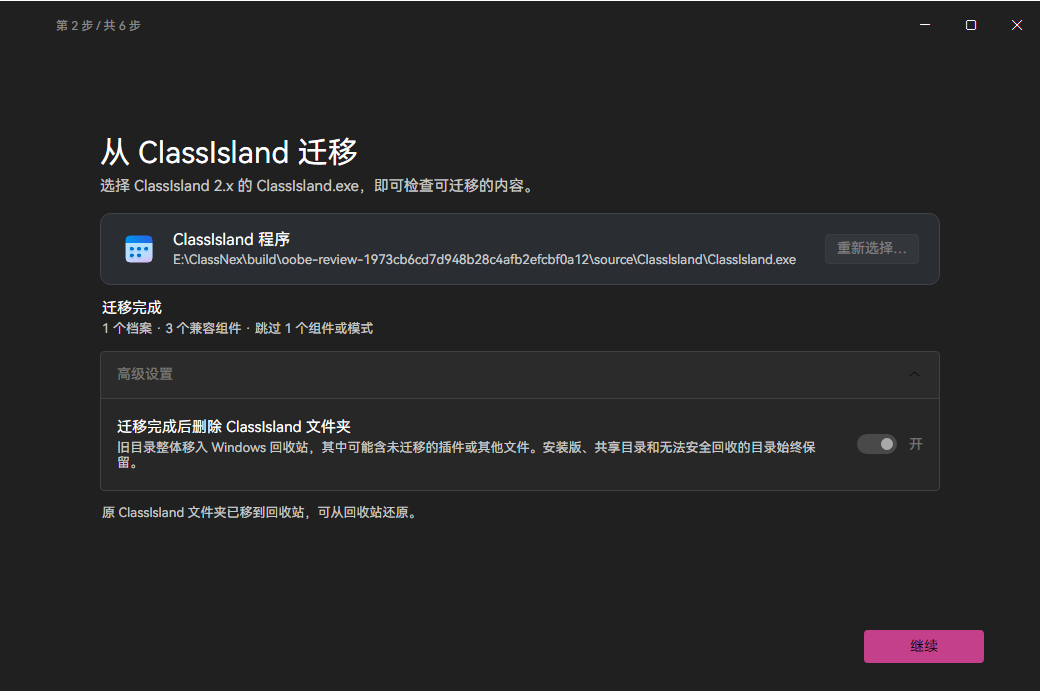 第 2 步 / 共 6 步
从 ClassIsland 迁移
选择 ClassIsland 2.x 的 ClassIsland.exe，即可检查可迁移的内容。
ClassIsland 程序
E:\ClassNex\build\oobe-review-1973cb6cd7d948b28c4afb2efcbf0a12\source\ClassIsland\ClassIsland.exe
重新选择...
迁移完成
1 个档案 · 3 个兼容组件 · 跳过 1 个组件或模式
高级设置
迁移完成后删除 ClassIsland 文件夹
旧目录整体移入 Windows 回收站，其中可能含未迁移的插件或其他文件。安装版、共享目录和无法安全回收的目录始终保
留。
开
原 ClassIsland 文件夹已移到回收站，可从回收站还原。
继续